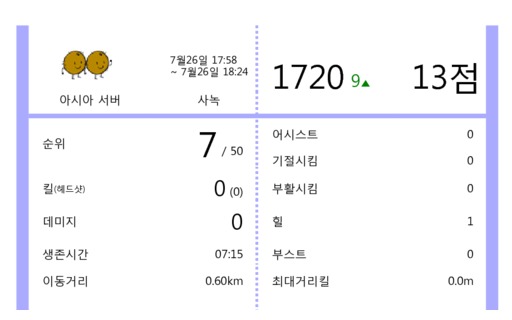 7월26일 17:58
~ 7월26일 18:24
아시아 서버
사녹
1720 9▲
13점
순위 7 / 50
킬(헤드샷) 0 (0)
데미지 0
생존시간 07:15
이동거리 0.60km
어시스트 0
기절시킴 0
부활시킴 0
힐 1
부스트 0
최대거리킬 0.0m